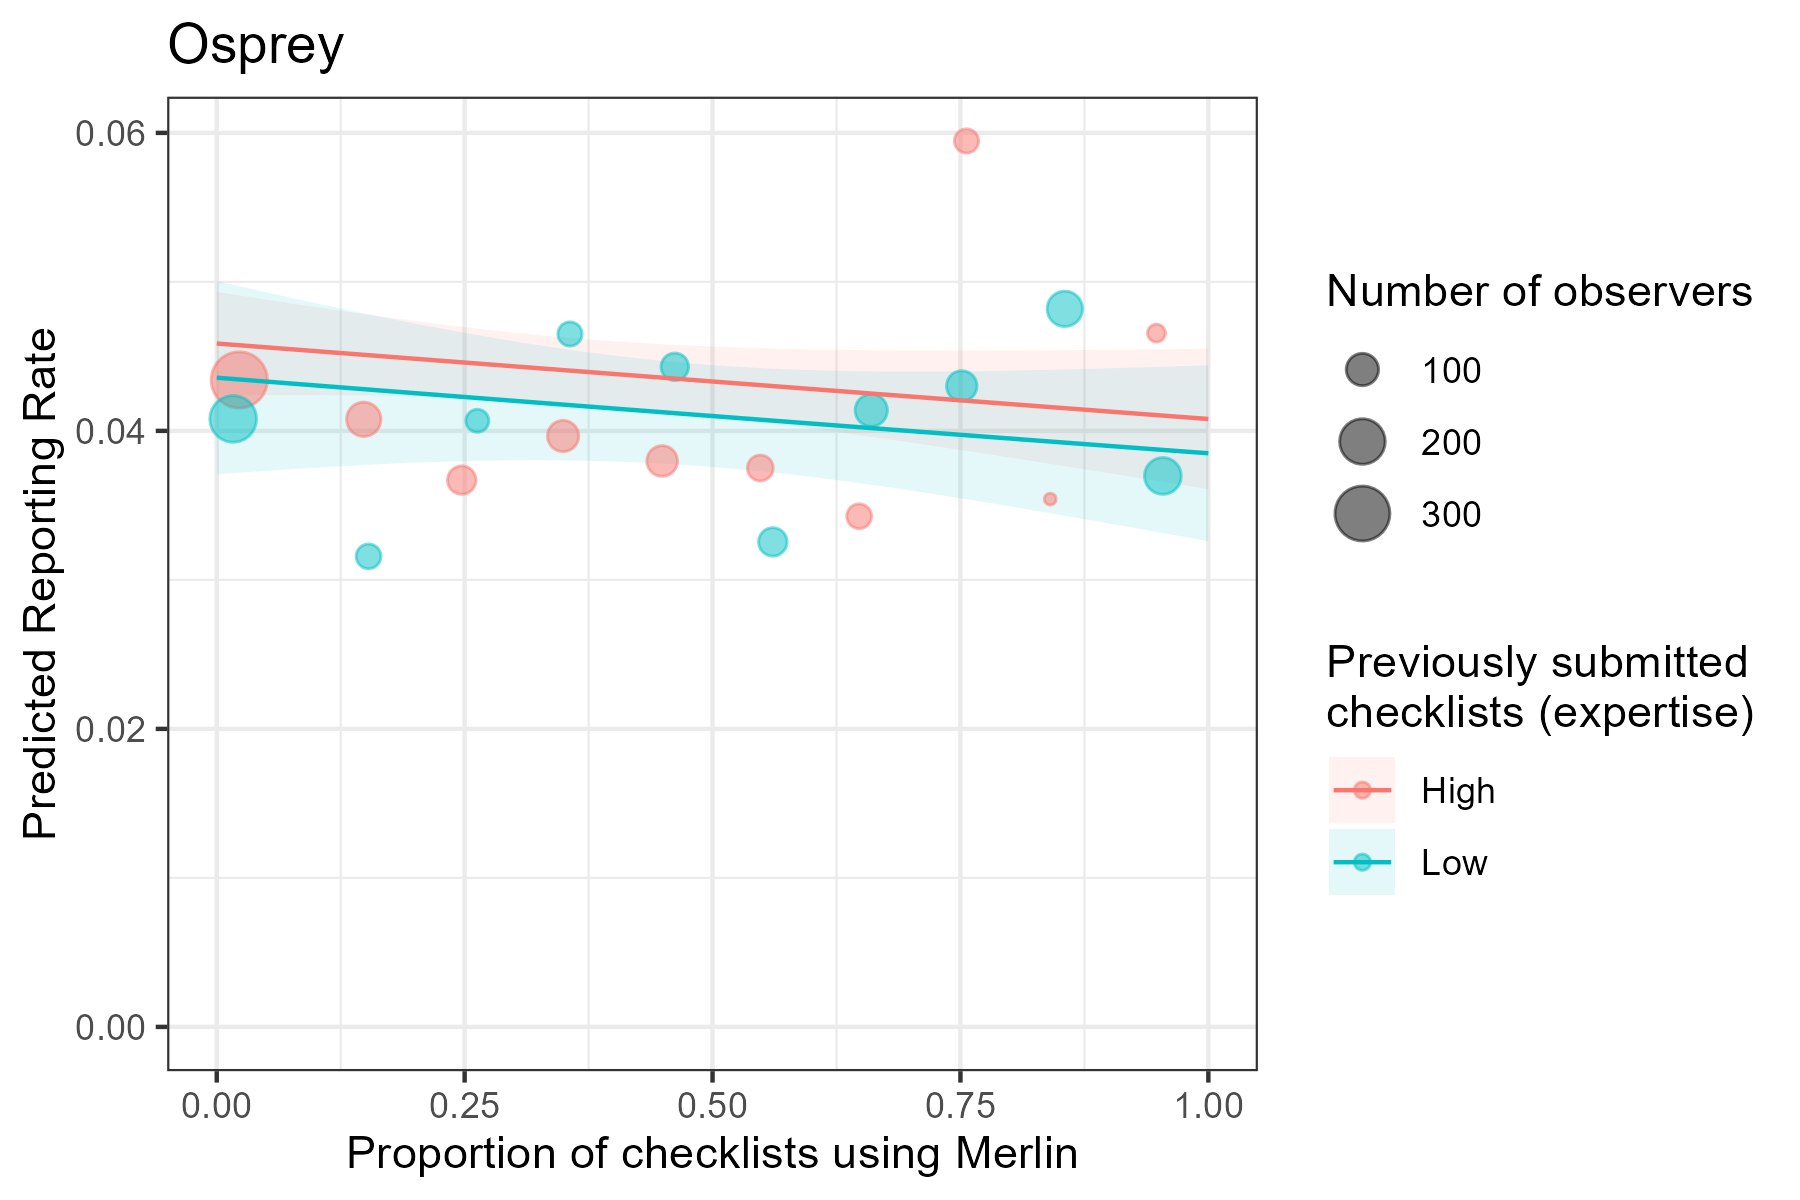 Osprey
0.06
0.04
0.02
0.00
Predicted Reporting Rate
0.00 0.25 0.50 0.75 1.00
Proportion of checklists using Merlin
Number of observers
100
200
300
Previously submitted
checklists (expertise)
High
Low